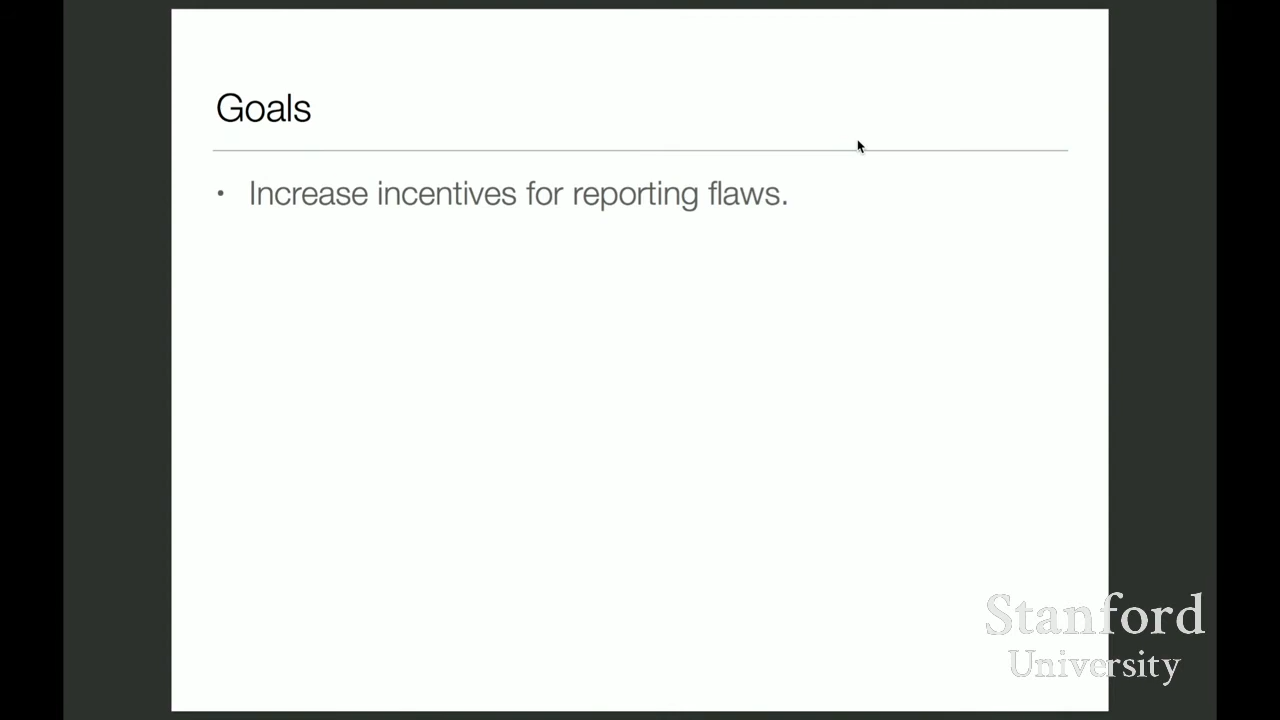 Goals
• Increase incentives for reporting flaws.
Stanford
University